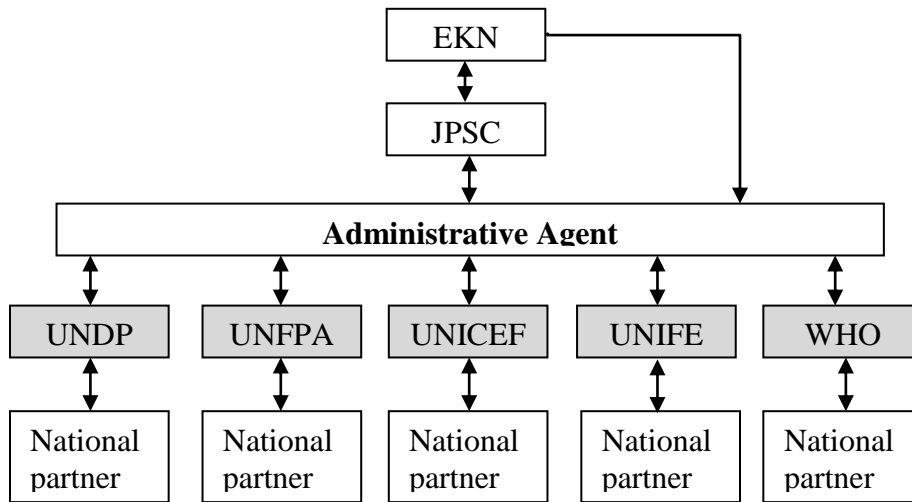 EKN
JPSC
Administrative Agent
UNDP
UNFPA
UNICEF
UNIFE
WHO
National
partner
National
partner
National
partner
National
partner
National
partner